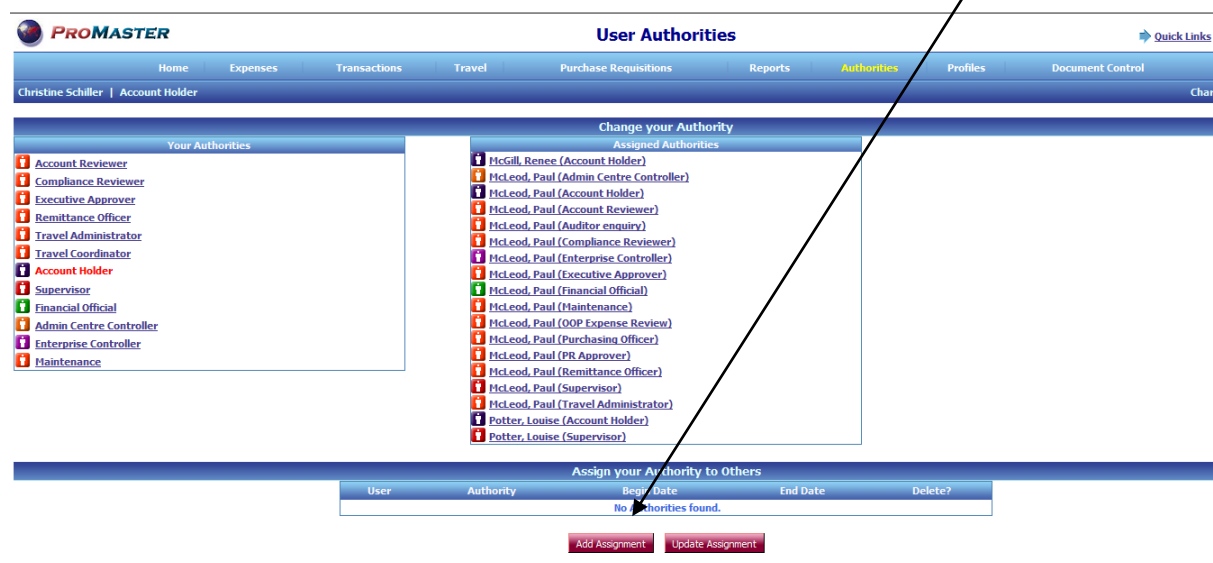 PROMASTER
User Authorities
Quick Links
Home Expenses Transactions Travel Purchase Requisitions Reports Authorities Profiles Document Control
Christine Schiller | Account Holder
Change your Authority
Your Authorities
Account Reviewer
Compliance Reviewer
Executive Approver
Remittance Officer
Travel Administrator
Travel Coordinator
Account Holder
Supervisor
Financial Official
Admin Centre Controller
Enterprise Controller
Maintenance
Assigned Authorities
McGill, Renee (Account Holder)
McLeod, Paul (Admin Centre Controller)
McLeod, Paul (Account Holder)
McLeod, Paul (Account Reviewer)
McLeod, Paul (Auditor enquiry)
McLeod, Paul (Compliance Reviewer)
McLeod, Paul (Enterprise Controller)
McLeod, Paul (Executive Approver)
McLeod, Paul (Financial Official)
McLeod, Paul (Maintenance)
McLeod, Paul (OOP Expense Review)
McLeod, Paul (Purchasing Officer)
McLeod, Paul (PR Approver)
McLeod, Paul (Remittance Officer)
McLeod, Paul (Supervisor)
McLeod, Paul (Travel Administrator)
Potter, Louise (Account Holder)
Potter, Louise (Supervisor)
Assign your Authority to Others
User Authority Begin Date End Date Delete?
No Authorities found.
Add Assignment Update Assignment